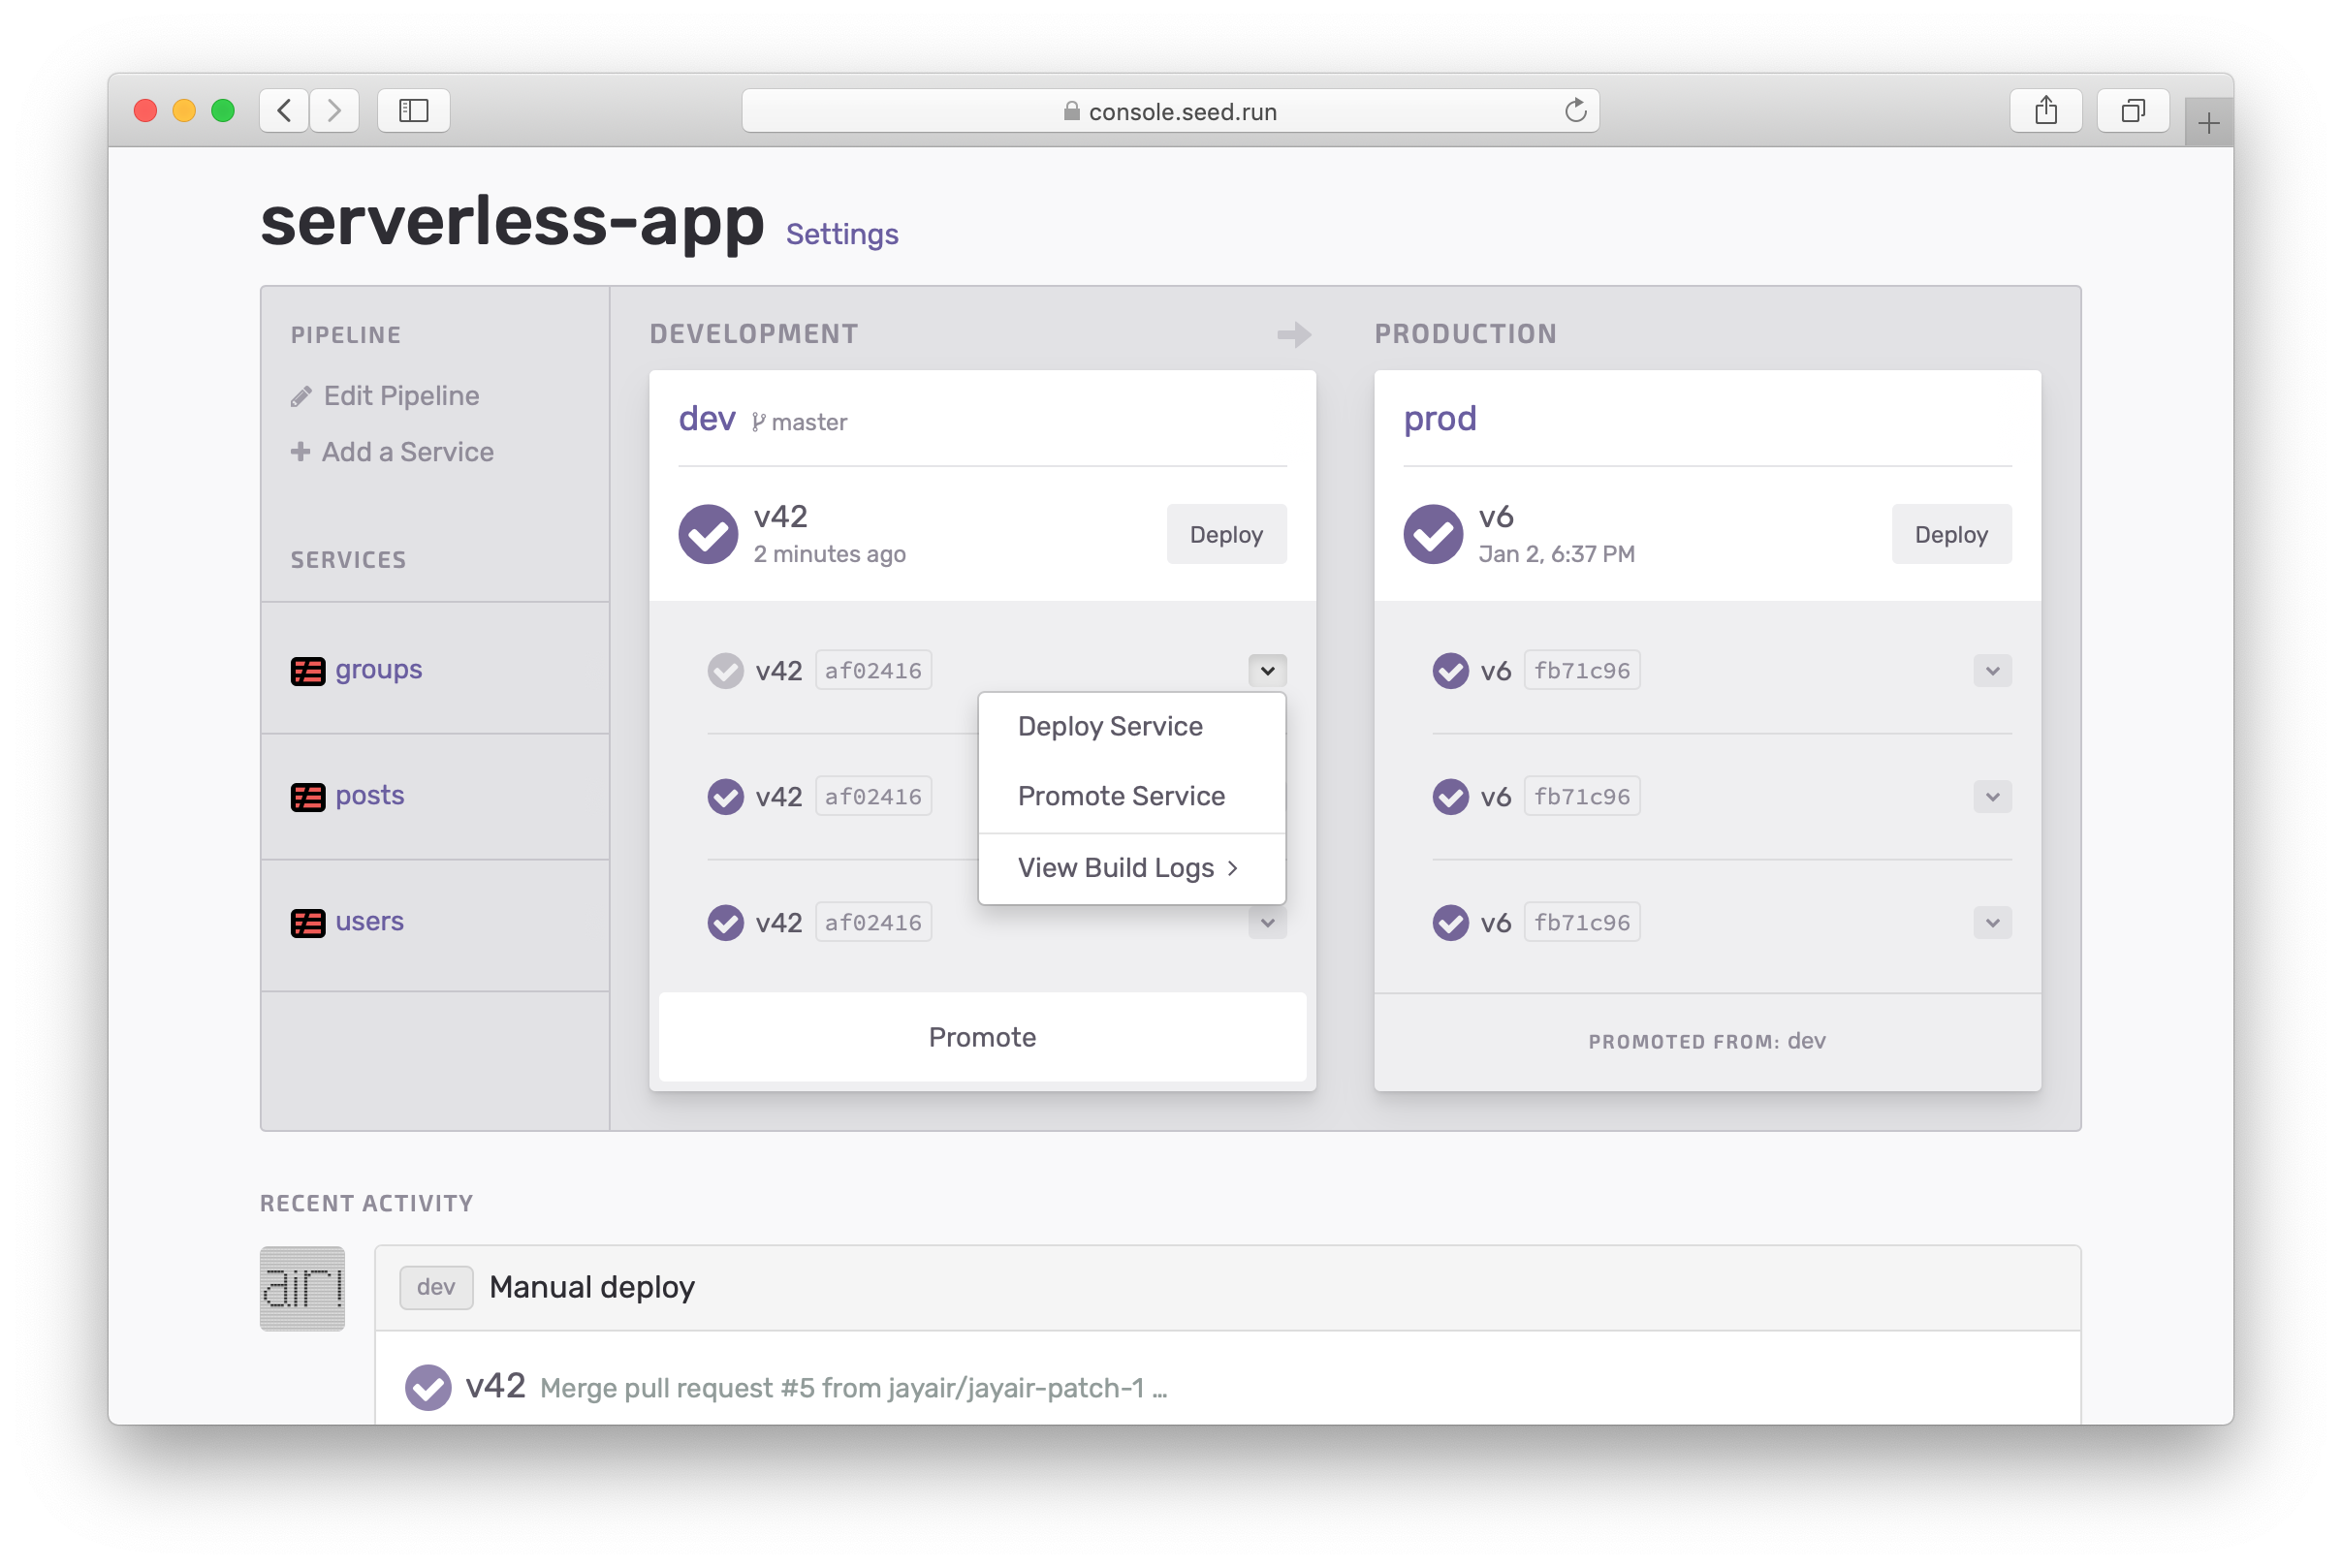 console.seed.run
serverless-app Settings
PIPELINE
Edit Pipeline
Add a Service
SERVICES
groups
posts
users
DEVELOPMENT
dev master
v42
2 minutes ago
Deploy
v42 af02416
Deploy Service
Promote Service
View Build Logs
v42 af02416
v42 af02416
Promote
PRODUCTION
prod
v6
Jan 2, 6:37 PM
Deploy
v6 fb71c96
v6 fb71c96
v6 fb71c96
PROMOTED FROM: dev
RECENT ACTIVITY
dev Manual deploy
v42 Merge pull request #5 from jayair/jayair-patch-1 ...